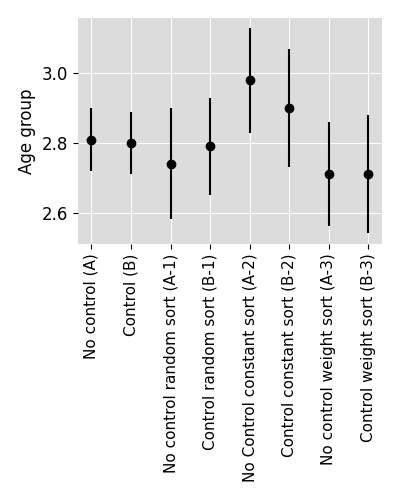 Age group
3.0
2.8
2.6
No control (A)
Control (B)
No control random sort (A-1)
Control random sort (B-1)
No Control constant sort (A-2)
Control constant sort (B-2)
No control weight sort (A-3)
Control weight sort (B-3)